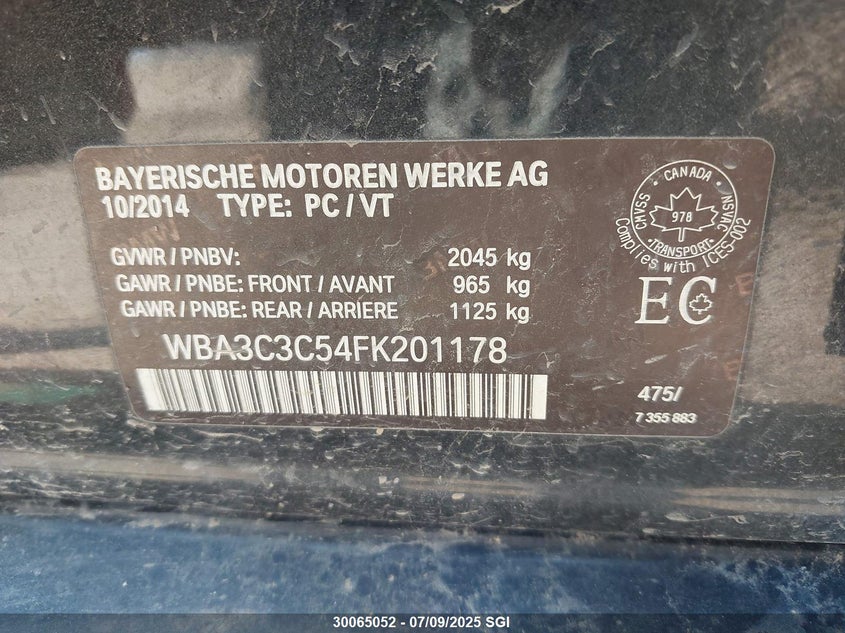 BAYERISCHE MOTOREN WERKE AG
10/2014 TYPE: PC / VT
GVWR / PNBV: 2045 kg
GAWR / PNBE: FRONT / AVANT 965 kg
GAWR / PNBE: REAR / ARRIERE 1125 kg
WBA3C3C54FK201178
CANADA
CMVSS
NSVAC
978
TRANSPORT
Complies with ICES-002
EC
475/
7 355 883
30065052 - 07/09/2025 SGI